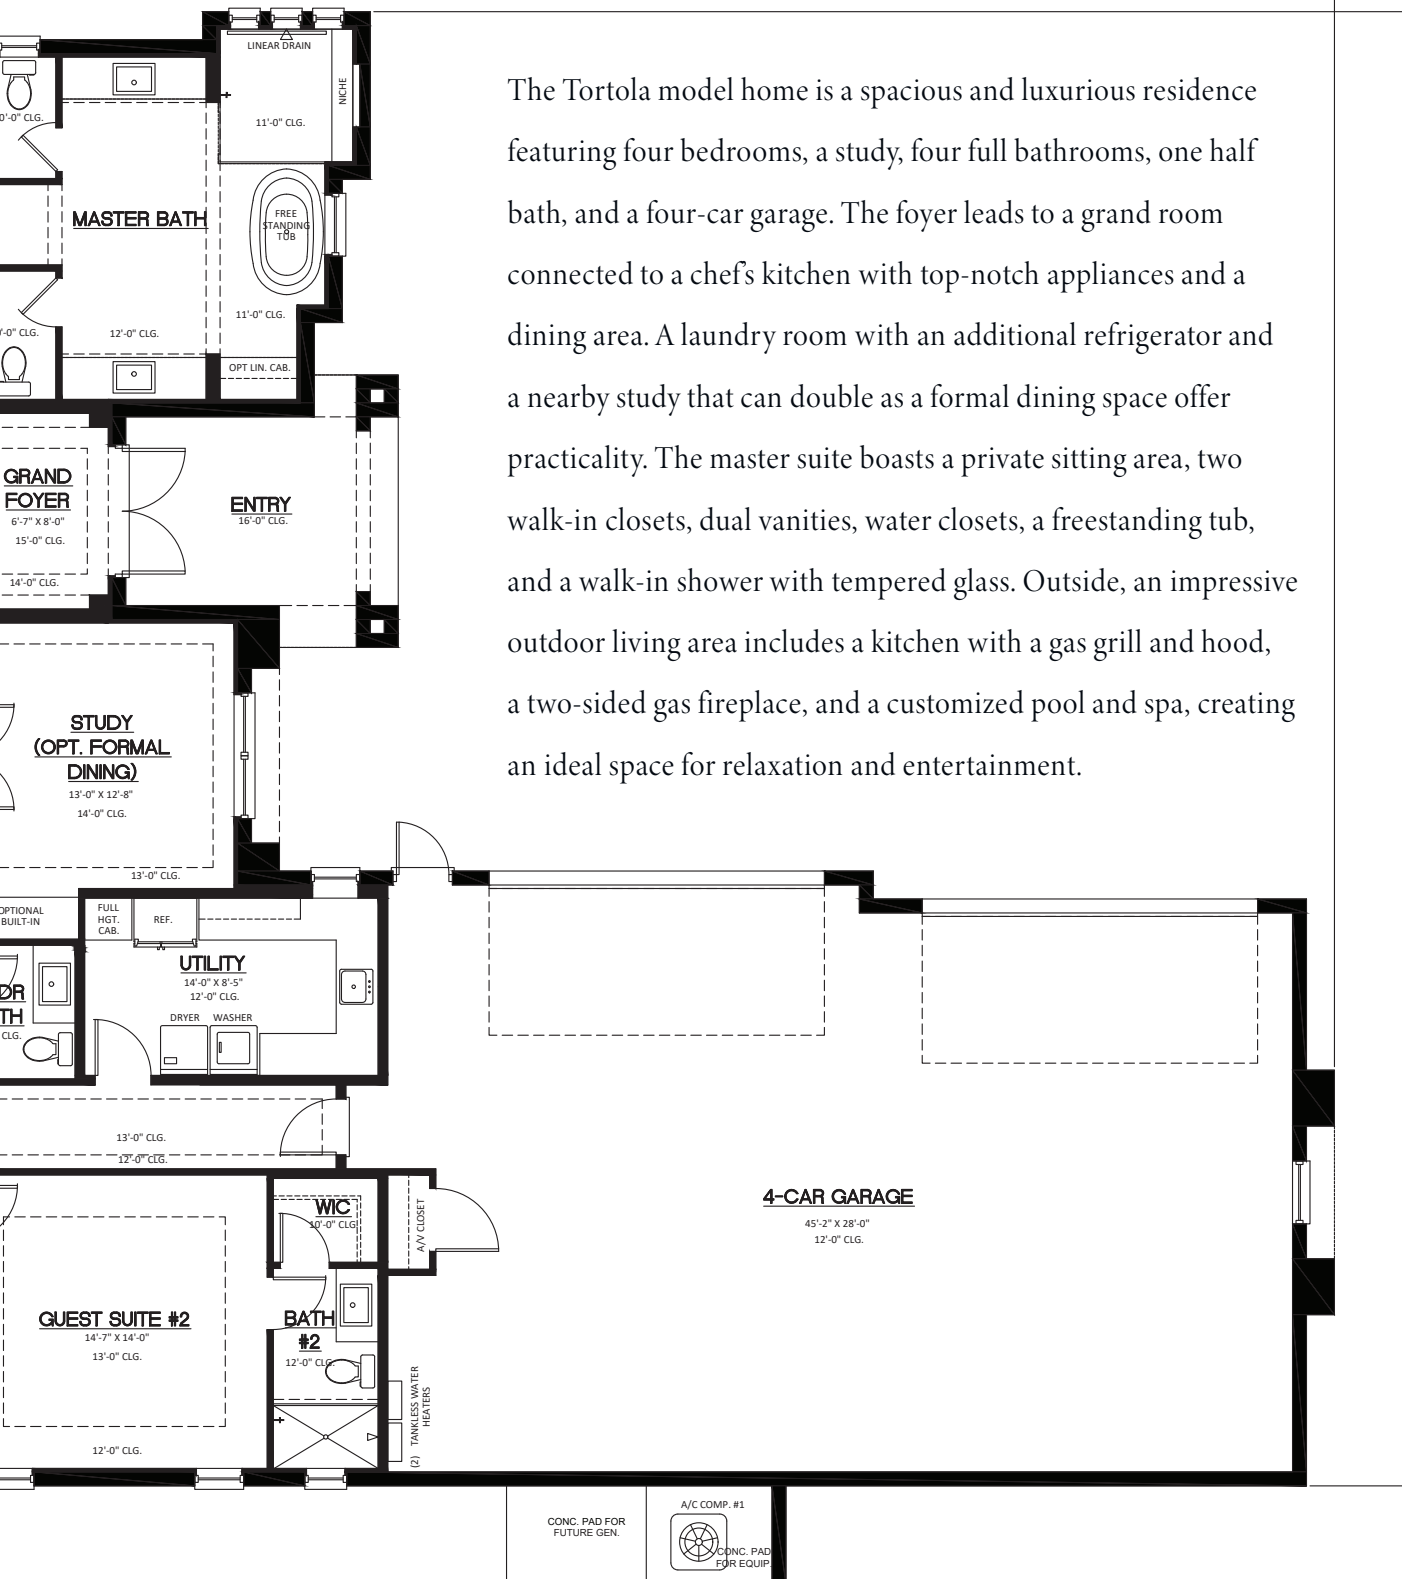 LINEAR DRAIN
NICHE
0'-0" CLG.
11'-0" CLG.
MASTER BATH
FREE
STANDING
TUB
11'-0" CLG.
'-0" CLG.
12'-0" CLG.
OPT LIN. CAB.
The Tortola model home is a spacious and luxurious residence
featuring four bedrooms, a study, four full bathrooms, one half
bath, and a four-car garage. The foyer leads to a grand room
connected to a chef's kitchen with top-notch appliances and a
dining area. A laundry room with an additional refrigerator and
a nearby study that can double as a formal dining space offer
practicality. The master suite boasts a private sitting area, two
walk-in closets, dual vanities, water closets, a freestanding tub,
and a walk-in shower with tempered glass. Outside, an impressive
outdoor living area includes a kitchen with a gas grill and hood,
a two-sided gas fireplace, and a customized pool and spa, creating
an ideal space for relaxation and entertainment.
GRAND
FOYER
6'-7" X 8'-0"
15'-0" CLG.
14'-0" CLG.
ENTRY
16'-0" CLG.
STUDY
(OPT. FORMAL
DINING)
13'-0" X 12'-8"
14'-0" CLG.
13'-0" CLG.
OPTIONAL
BUILT-IN
FULL
HGT.
CAB.
REF.
UTILITY
14'-0" X 8'-5"
12'-0" CLG.
DRYER WASHER
DR
TH
CLG.
13'-0" CLG.
12'-0" CLG.
WIC
10'-0" CLG.
A/V CLOSET
4-CAR GARAGE
45'-2" X 28'-0"
12'-0" CLG.
GUEST SUITE #2
14'-7" X 14'-0"
13'-0" CLG.
12'-0" CLG.
BATH
#2
12'-0" CLG.
(2) TANKLESS WATER
HEATERS
CONC. PAD FOR
FUTURE GEN.
A/C COMP. #1
CONC. PAD
FOR EQUIP.